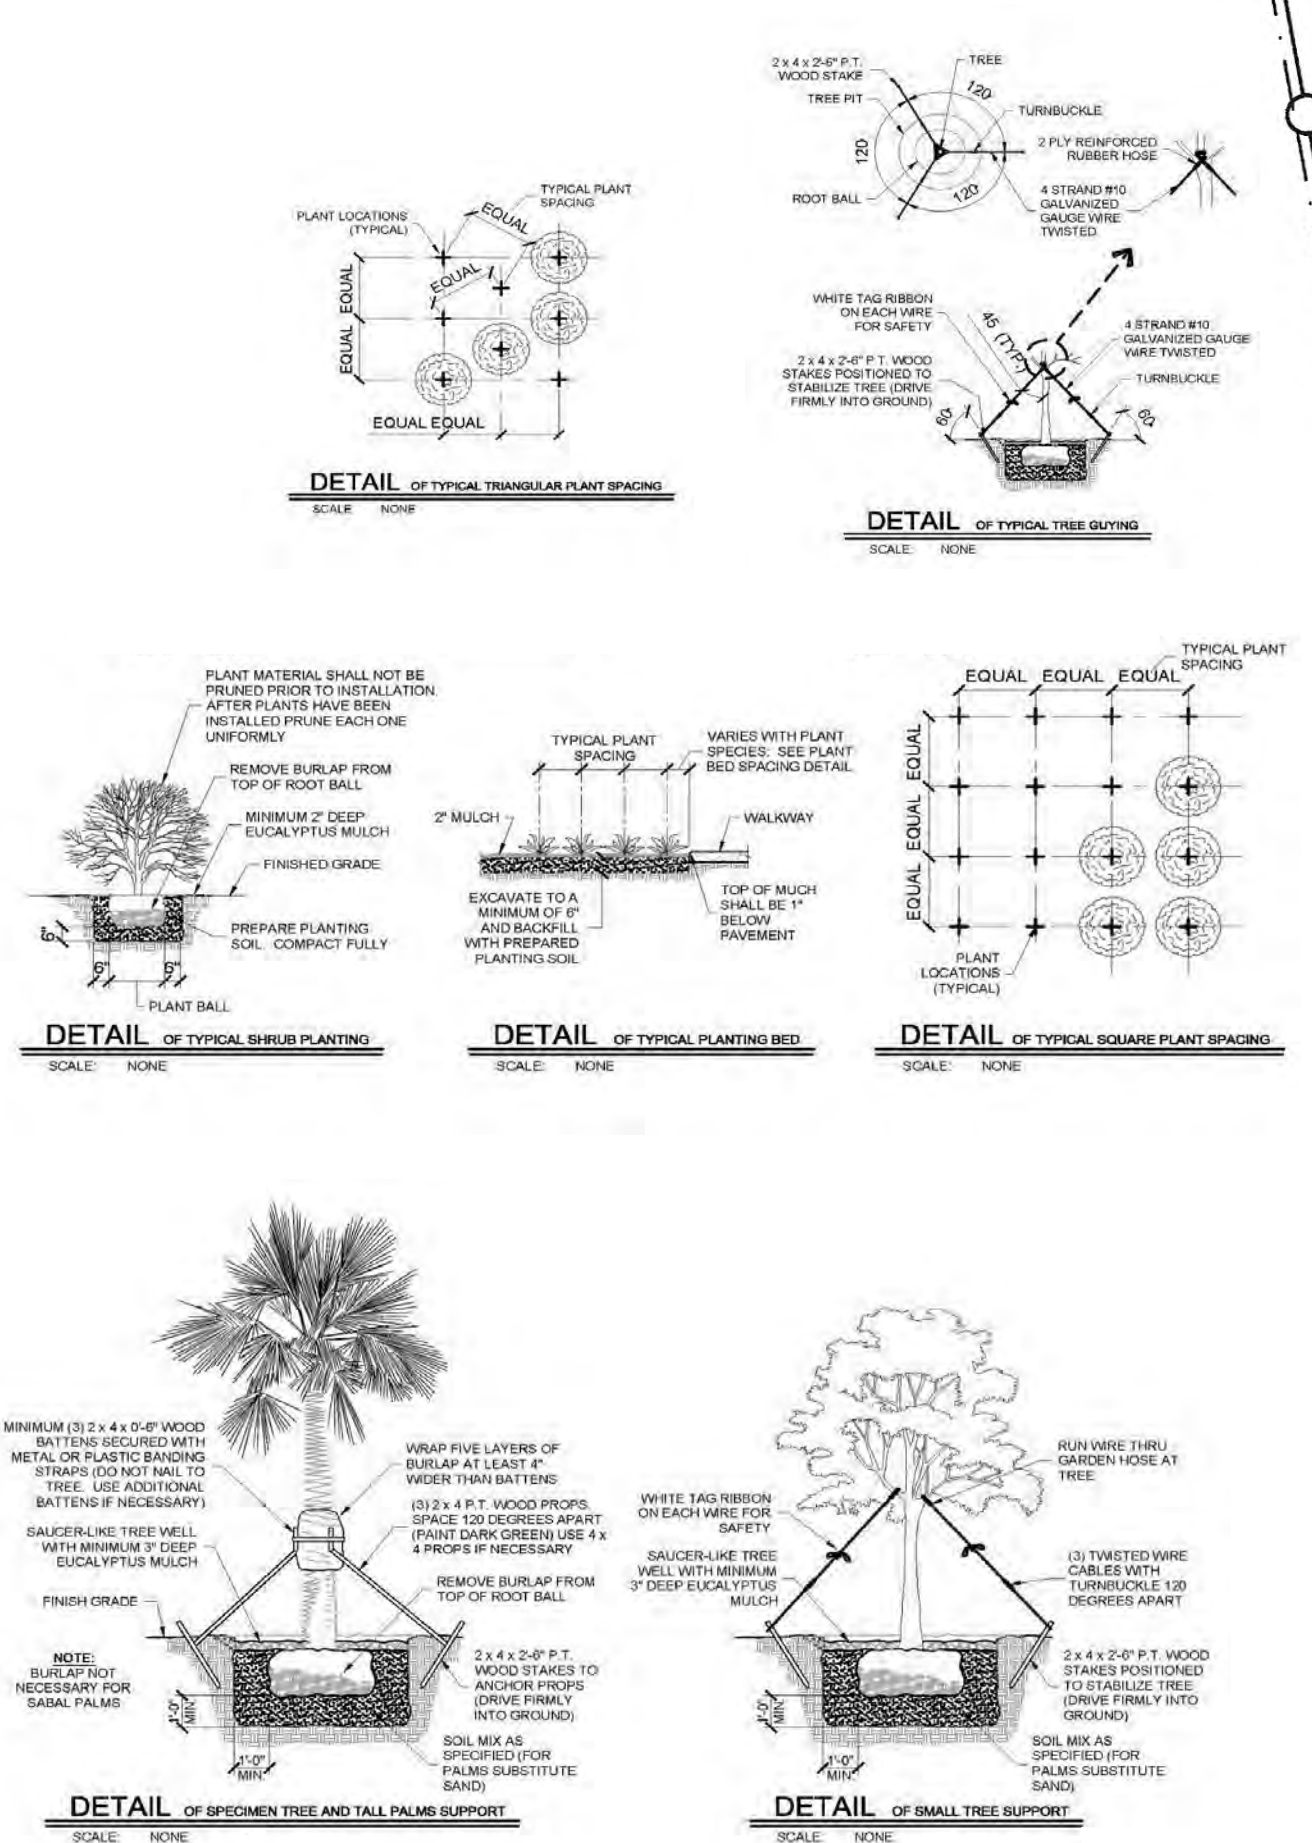 TYPICAL PLANT
SPACING
PLANT LOCATIONS
(TYPICAL)
EQUAL
EQUAL
EQUAL
EQUAL
EQUAL EQUAL
DETAIL OF TYPICAL TRIANGULAR PLANT SPACING
SCALE NONE
2 x 4 x 2'-6" P.T.
WOOD STAKE
TREE
TREE PIT
120
TURNBUCKLE
120
2 PLY REINFORCED
RUBBER HOSE
ROOT BALL
120
4 STRAND #10
GALVANIZED
GAUGE WIRE
TWISTED
WHITE TAG RIBBON
ON EACH WIRE
FOR SAFETY
45 (TYP.)
4 STRAND #10
GALVANIZED GAUGE
WIRE TWISTED
2 x 4 x 2'-6" P.T. WOOD
STAKES POSITIONED TO
STABILIZE TREE (DRIVE
FIRMLY INTO GROUND)
TURNBUCKLE
60
60
DETAIL OF TYPICAL TREE GUYING
SCALE: NONE
PLANT MATERIAL SHALL NOT BE
PRUNED PRIOR TO INSTALLATION.
AFTER PLANTS HAVE BEEN
INSTALLED PRUNE EACH ONE
UNIFORMLY
REMOVE BURLAP FROM
TOP OF ROOT BALL
MINIMUM 2" DEEP
EUCALYPTUS MULCH
FINISHED GRADE
PREPARE PLANTING
SOIL. COMPACT FULLY
6"
6"
6"
PLANT BALL
DETAIL OF TYPICAL SHRUB PLANTING
SCALE: NONE
TYPICAL PLANT
SPACING
VARIES WITH PLANT
SPECIES. SEE PLANT
BED SPACING DETAIL
2" MULCH
WALKWAY
EXCAVATE TO A
MINIMUM OF 6"
AND BACKFILL
WITH PREPARED
PLANTING SOIL
TOP OF MUCH
SHALL BE 1"
BELOW
PAVEMENT
DETAIL OF TYPICAL PLANTING BED
SCALE: NONE
TYPICAL PLANT
SPACING
EQUAL EQUAL EQUAL
EQUAL
EQUAL
EQUAL
PLANT
LOCATIONS
(TYPICAL)
DETAIL OF TYPICAL SQUARE PLANT SPACING
SCALE: NONE
MINIMUM (3) 2 x 4 x 0'-6" WOOD
BATTENS SECURED WITH
METAL OR PLASTIC BANDING
STRAPS (DO NOT NAIL TO
TREE. USE ADDITIONAL
BATTENS IF NECESSARY)
SAUCER-LIKE TREE WELL
WITH MINIMUM 3" DEEP
EUCALYPTUS MULCH
FINISH GRADE
NOTE:
BURLAP NOT
NECESSARY FOR
SABAL PALMS
WRAP FIVE LAYERS OF
BURLAP AT LEAST 4"
WIDER THAN BATTENS
(3) 2 x 4 P.T. WOOD PROPS.
SPACE 120 DEGREES APART
(PAINT DARK GREEN) USE 4 x
4 PROPS IF NECESSARY
REMOVE BURLAP FROM
TOP OF ROOT BALL
2 x 4 x 2'-6" P.T.
WOOD STAKES TO
ANCHOR PROPS
(DRIVE FIRMLY
INTO GROUND)
1'-0"
MIN.
1'-0"
MIN.
SOIL MIX AS
SPECIFIED (FOR
PALMS SUBSTITUTE
SAND)
DETAIL OF SPECIMEN TREE AND TALL PALMS SUPPORT
SCALE: NONE
RUN WIRE THRU
GARDEN HOSE AT
TREE
WHITE TAG RIBBON
ON EACH WIRE FOR
SAFETY
SAUCER-LIKE TREE
WELL WITH MINIMUM
3" DEEP EUCALYPTUS
MULCH
(3) TWISTED WIRE
CABLES WITH
TURNBUCKLE 120
DEGREES APART
2 x 4 x 2'-6" P.T. WOOD
STAKES POSITIONED
TO STABILIZE TREE
(DRIVE FIRMLY INTO
GROUND)
1'-0"
MIN.
1'-0"
MIN.
SOIL MIX AS
SPECIFIED (FOR
PALMS SUBSTITUTE
SAND)
DETAIL OF SMALL TREE SUPPORT
SCALE: NONE